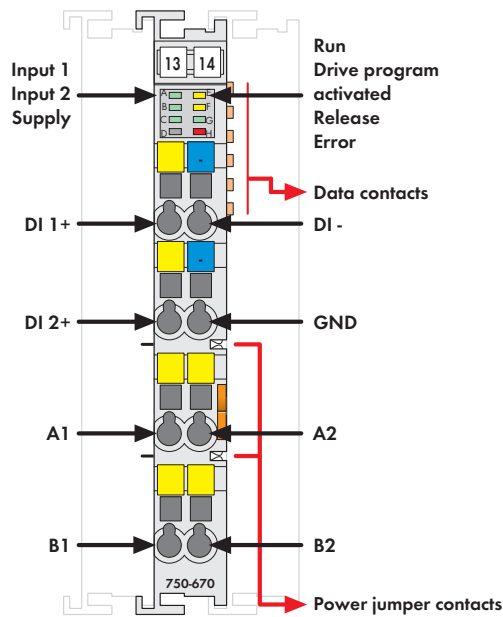 13 14
Input 1
Input 2
Supply
Run
Drive program
activated
Release
Error
A E
B F
C G
D H
-
Data contacts
DI 1+
DI -
-
DI 2+
GND
A1
A2
B1
B2
750-670
Power jumper contacts